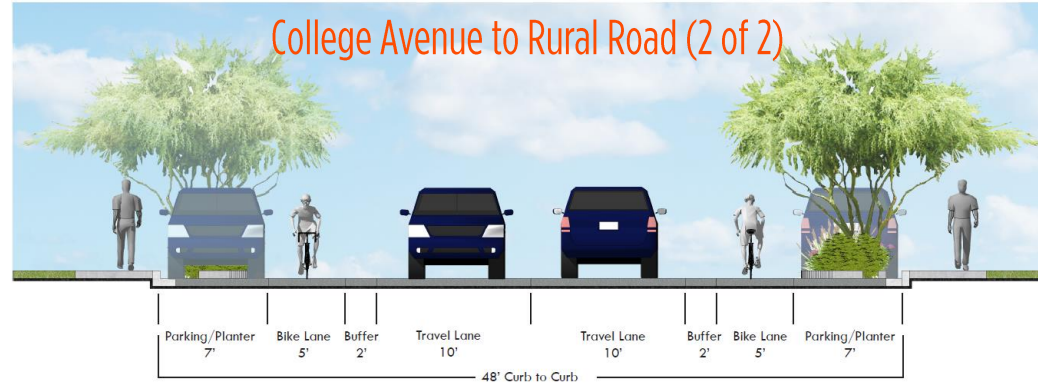 College Avenue to Rural Road (2 of 2)
Parking/Planter Bike Lane Buffer Travel Lane Travel Lane Buffer Bike Lane Parking/Planter
7' 5' 2' 10' 10' 2' 5' 7'
48' Curb to Curb